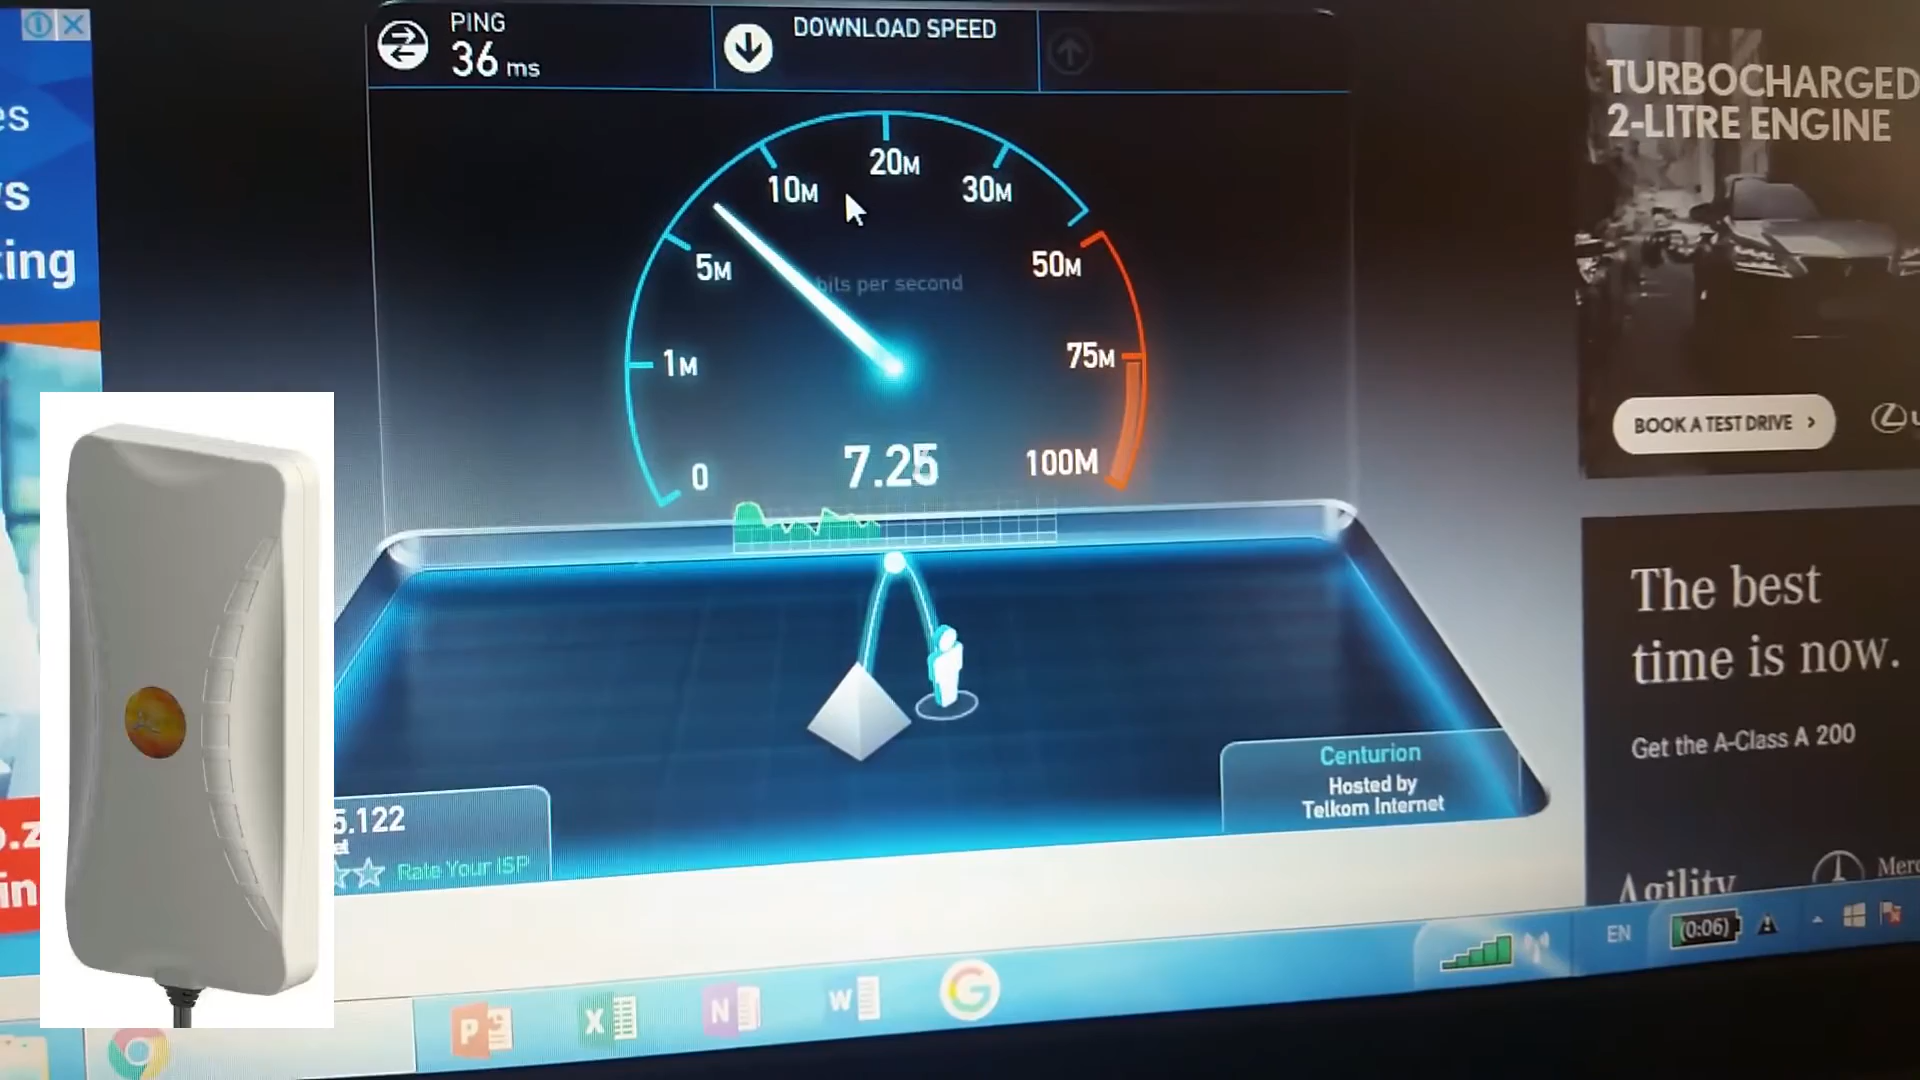 PING
36 ms
DOWNLOAD SPEED
0
1M
5M
10M
20M
30M
50M
75M
100M
bits per second
7.25
5.122
Rate Your ISP
Centurion
Hosted by
Telkom Internet
TURBOCHARGED
2-LITRE ENGINE
BOOK A TEST DRIVE >
The best
time is now.
Get the A-Class A 200
Agility
EN
(0:06)